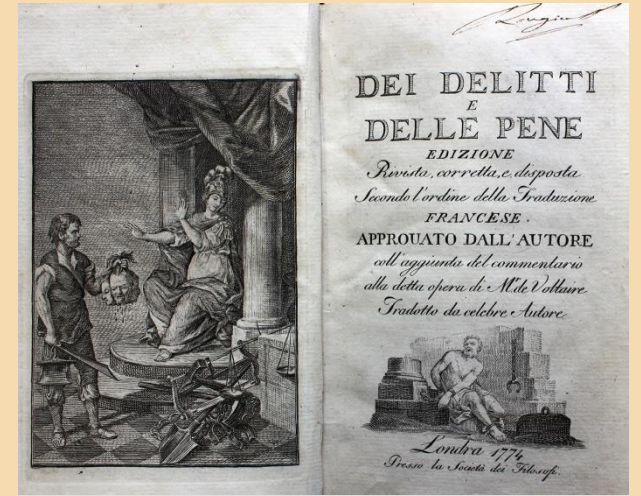 DEI DELITTI
E
DELLE PENE
EDIZIONE
Rivista, corretta, e disposta
Secondo l'ordine della Traduzione
FRANCESE.
APPROUATO DALL'AUTORE
coll'aggiunta del commentario
alla detta opera di Mr. de Voltaire
Tradotto da celebre Autore
Londra 1774
Presso la Società dei Filosofi.